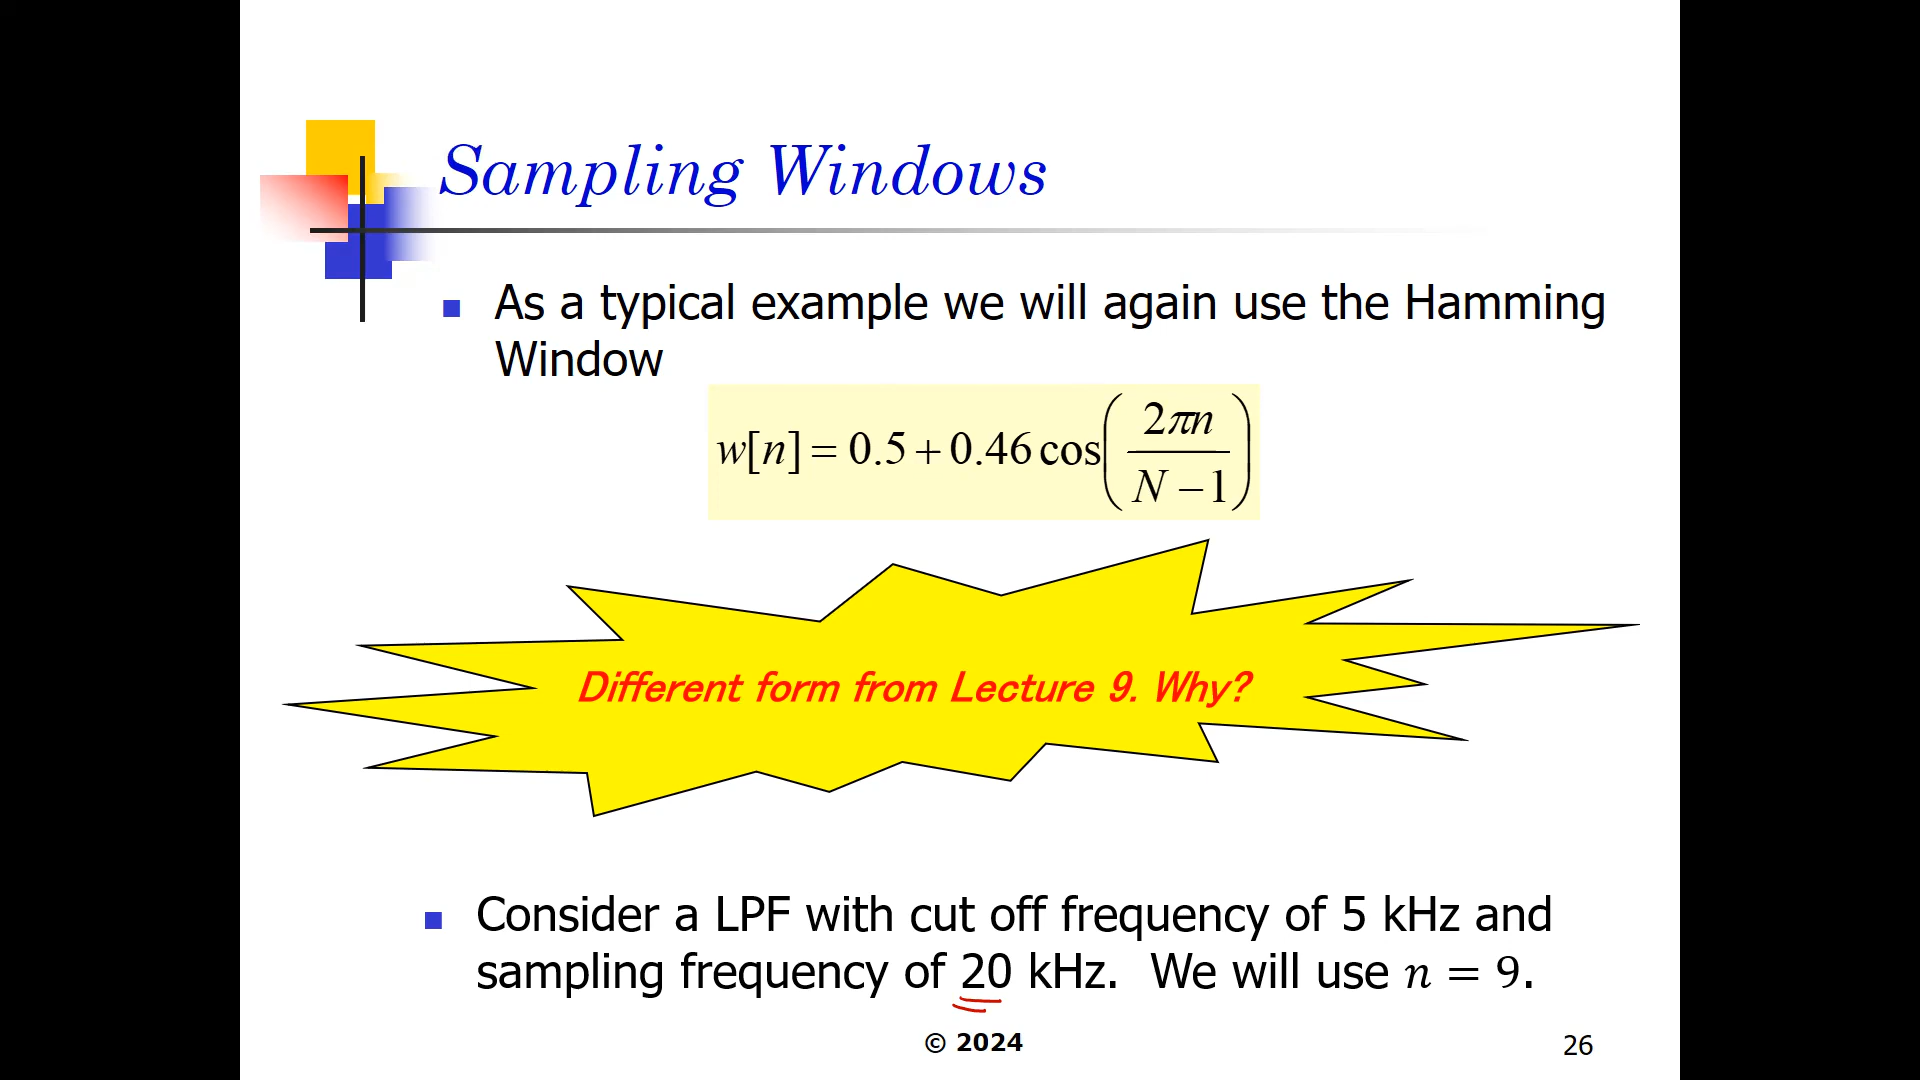 Sampling Windows
As a typical example we will again use the Hamming
Window
w[n] = 0.5 + 0.46 cos(2πn / N − 1)
Different form from Lecture 9. Why?
Consider a LPF with cut off frequency of 5 kHz and
sampling frequency of 20 kHz. We will use n = 9.
© 2024
26